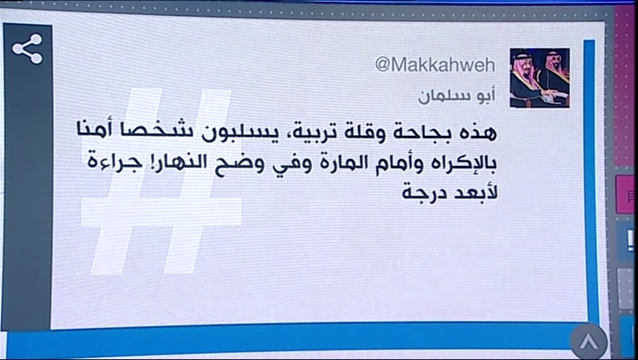 @Makkahweh
أبو سلمان
هذه بجاحة وقلة تربية، يسلبون شخصا أمنا
بالإكراه وأمام المارة وفي وضح النهار! جراءة
لأبعد درجة
#